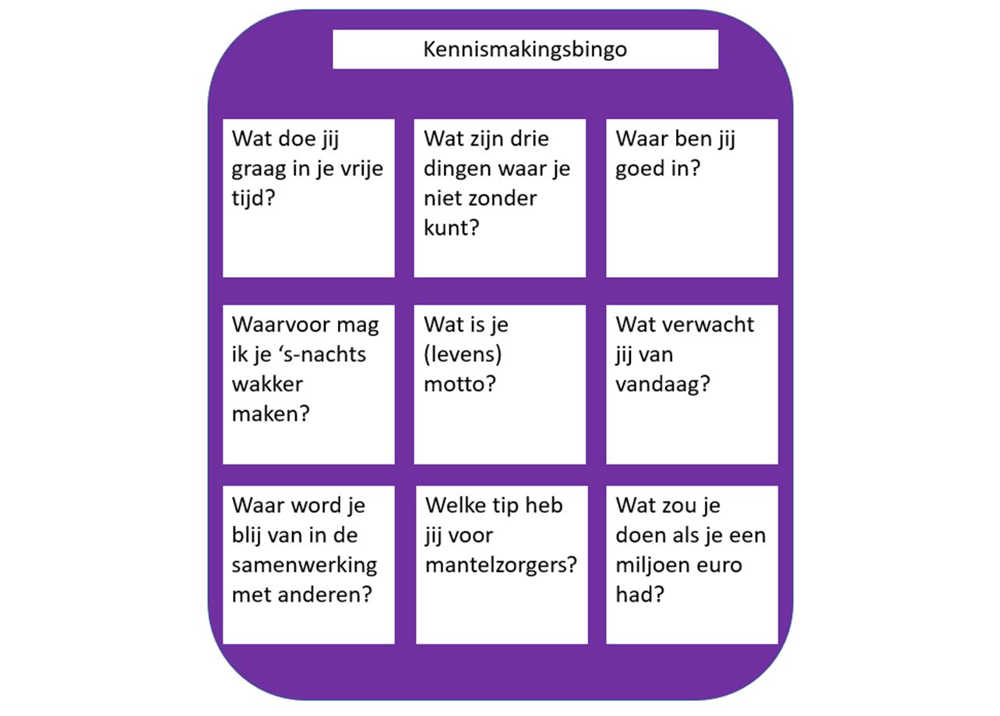 Kennismakingsbingo
Wat doe jij
graag in je vrije
tijd?
Wat zijn drie
dingen waar je
niet zonder
kunt?
Waar ben jij
goed in?
Waarvoor mag
ik je ‘s-nachts
wakker
maken?
Wat is je
(levens)
motto?
Wat verwacht
jij van
vandaag?
Waar word je
blij van in de
samenwerking
met anderen?
Welke tip heb
jij voor
mantelzorgers?
Wat zou je
doen als je een
miljoen euro
had?